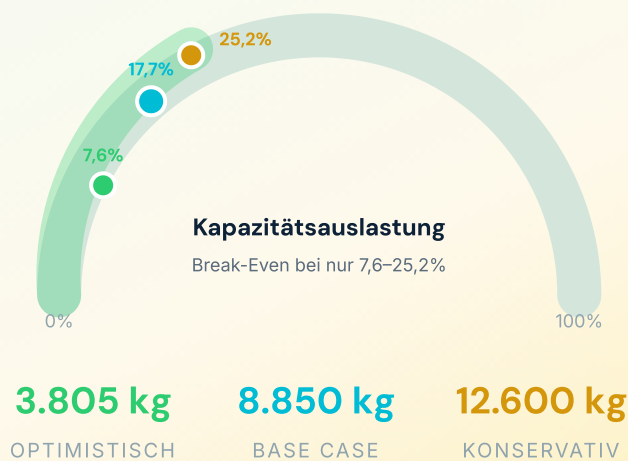 25,2%
17,7%
7,6%
Kapazitätsauslastung
Break-Even bei nur 7,6–25,2%
0%
100%
3.805 kg
8.850 kg
12.600 kg
OPTIMISTISCH
BASE CASE
KONSERVATIV